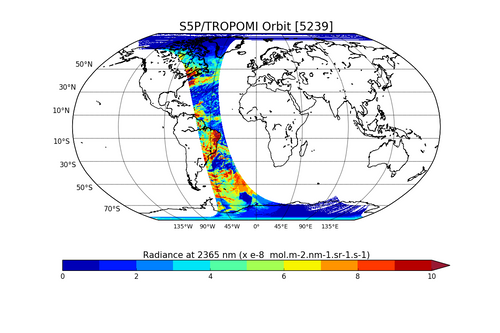 S5P/TROPOMI Orbit [5239]
50°N
30°N
10°N
10°S
30°S
50°S
70°S
135°W 90°W 45°W 0° 45°E 90°E 135°E
Radiance at 2365 nm (x e-8 mol.m-2.nm-1.sr-1.s-1)
0 2 4 6 8 10